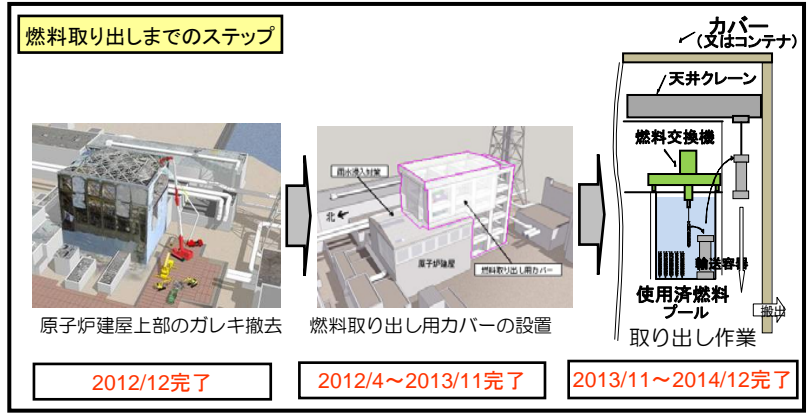 燃料取り出しまでのステップ
雨水浸入対策
北
原子炉建屋
燃料取り出し用カバー
カバー
(又はコンテナ)
天井クレーン
燃料交換機
輸送容器
使用済燃料
プール
搬出
原子炉建屋上部のガレキ撤去
燃料取り出し用カバーの設置
取り出し作業
2012/12完了
2012/4～2013/11完了
2013/11～2014/12完了